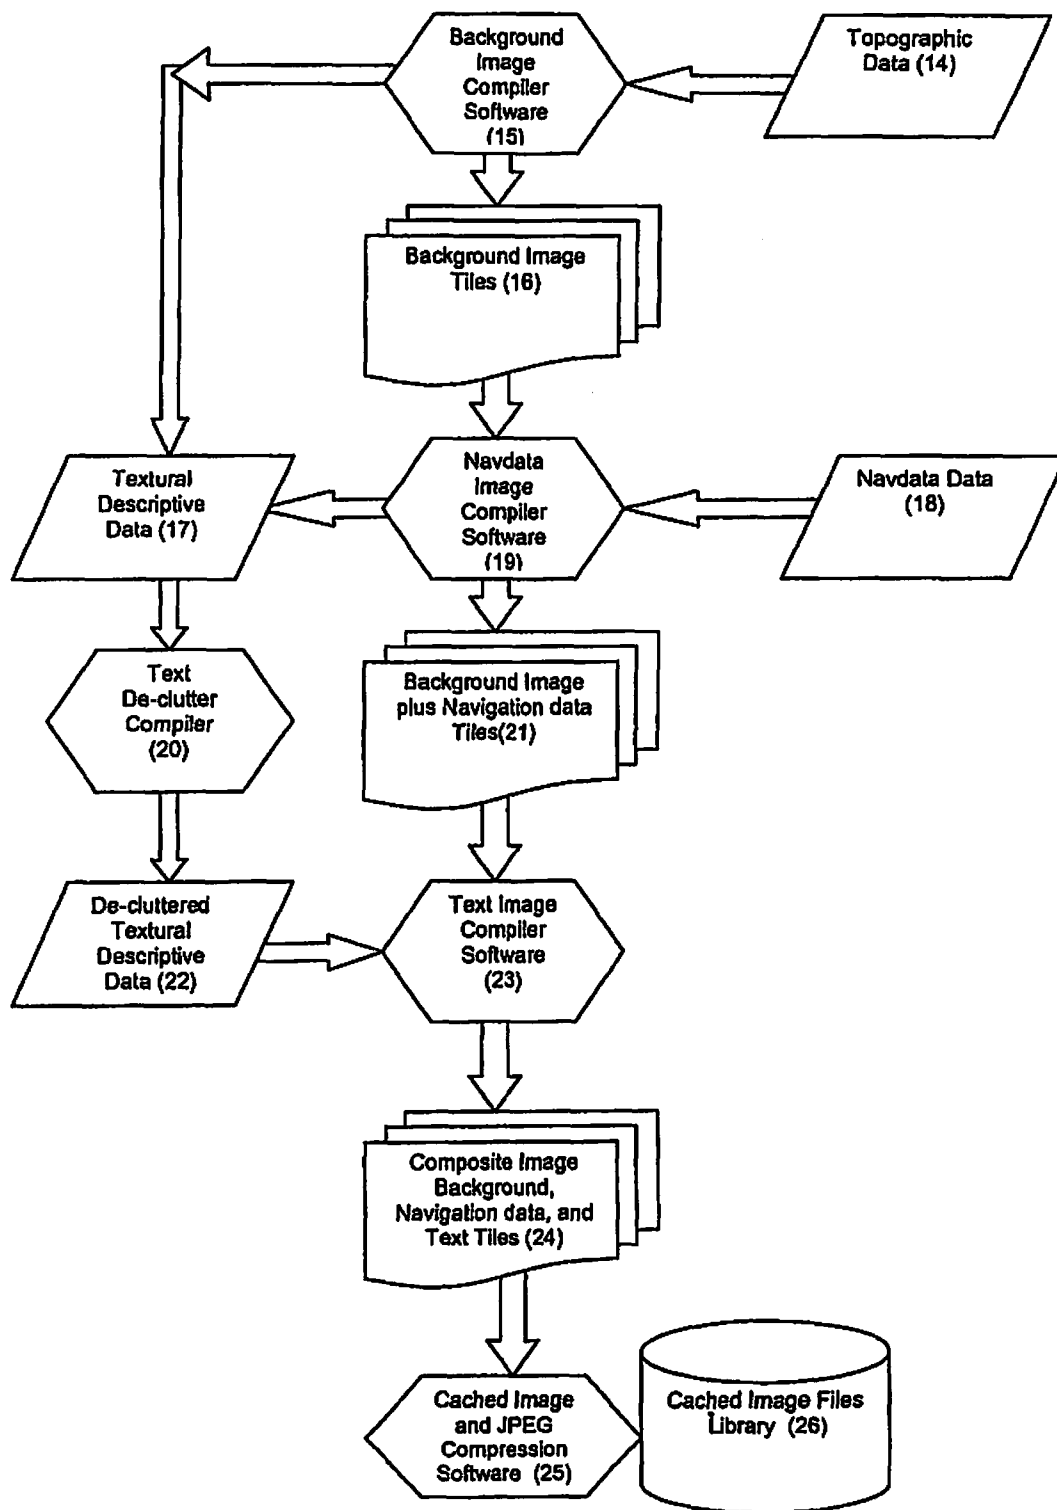 Background
Image
Compiler
Software
(15)
Topographic
Data (14)
Background Image
Tiles (16)
Textural
Descriptive
Data (17)
Navdata
Image
Compiler
Software
(19)
Navdata Data
(18)
Text
De-clutter
Compiler
(20)
Background Image
plus Navigation data
Tiles(21)
De-cluttered
Textural
Descriptive
Data (22)
Text Image
Compiler
Software
(23)
Composite Image
Background,
Navigation data, and
Text Tiles (24)
Cached Image
and JPEG
Compression
Software (25)
Cached Image Files
Library (26)